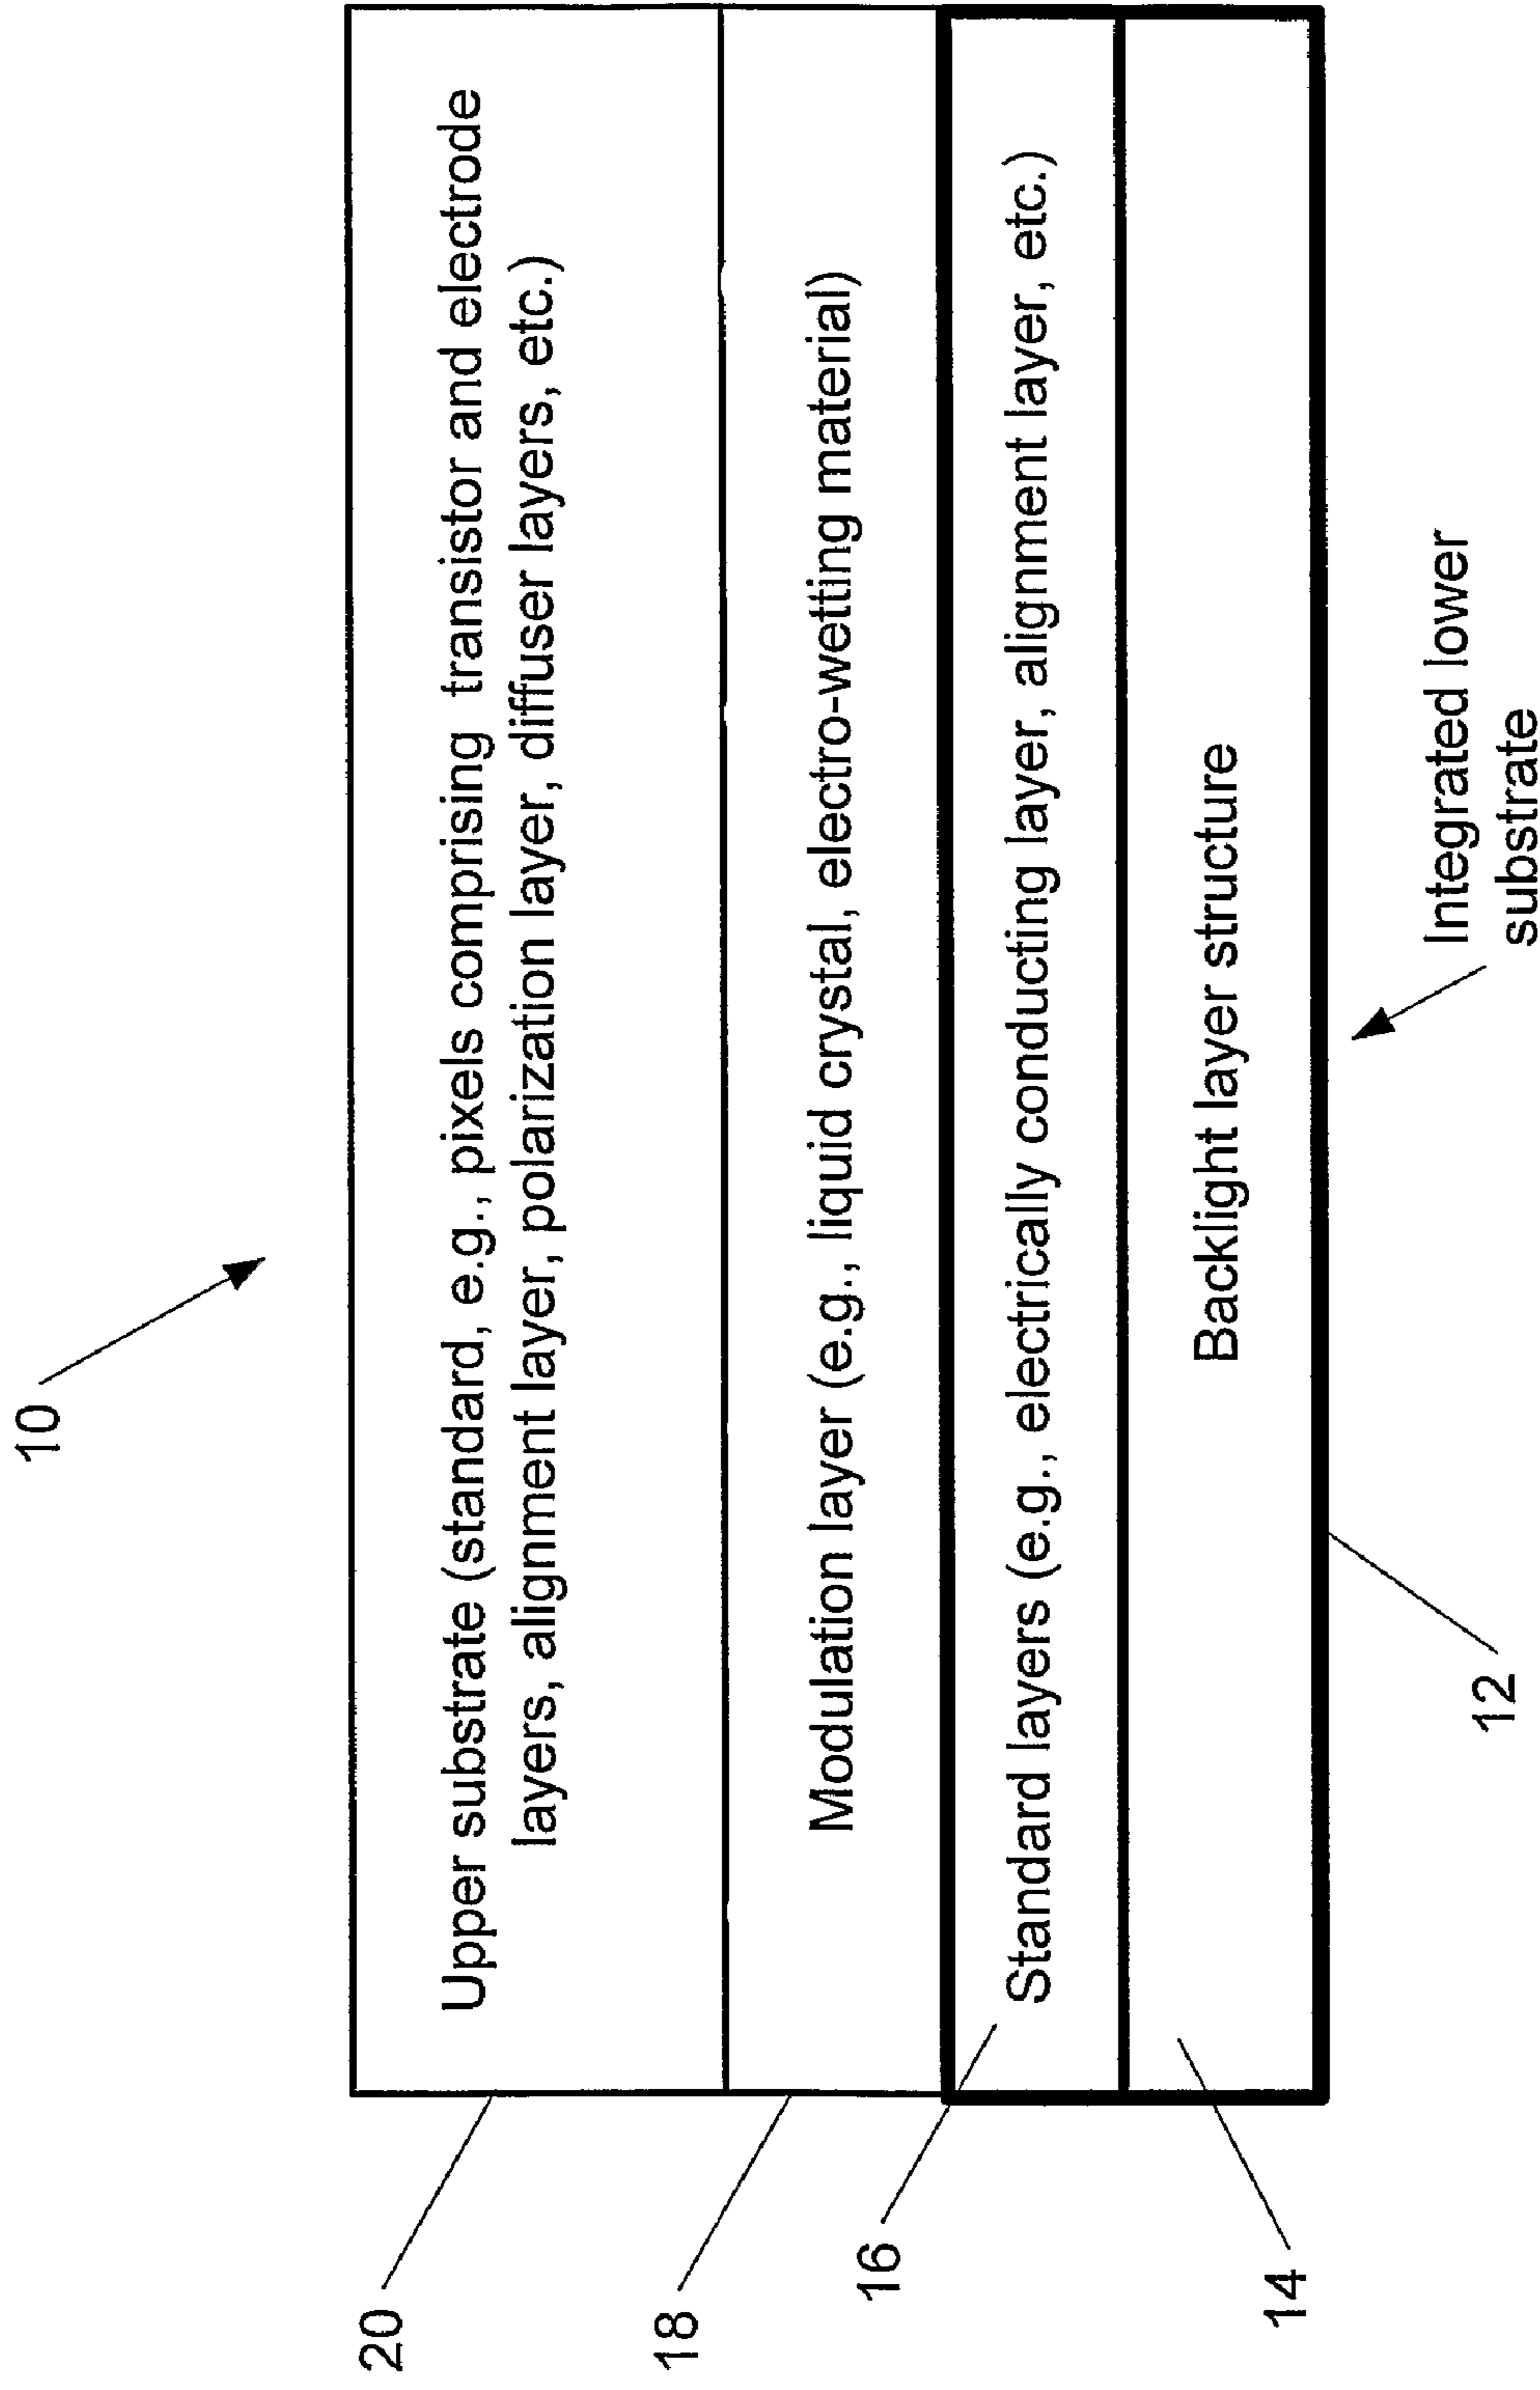 10
20
Upper substrate (standard, e.g., pixels comprising transistor and electrode
layers, alignment layer, polarization layer, diffuser layers, etc.)
18
Modulation layer (e.g., liquid crystal, electro-wetting material)
16
Standard layers (e.g., electrically conducting layer, alignment layer, etc.)
14
Backlight layer structure
12
Integrated lower
substrate